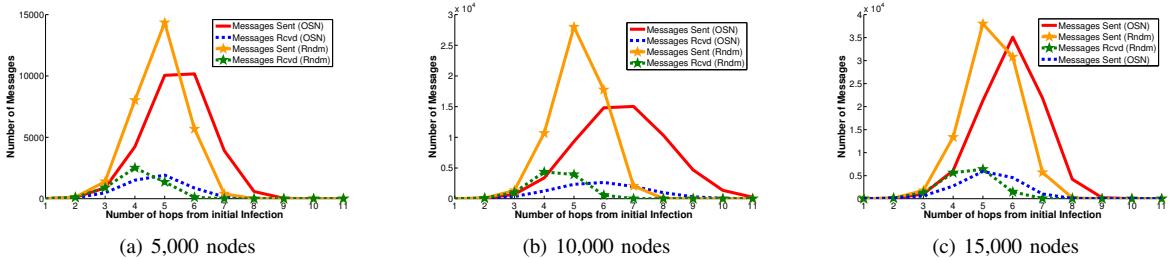 15000
10000
5000
0
Number of Messages
Messages Sent (OSN)
Messages Rcvd (OSN)
Messages Sent (Rndm)
Messages Rcvd (Rndm)
1 2 3 4 5 6 7 8 9 10 11
Number of hops from initial Infection
(a) 5,000 nodes
3 x 10^4
2.5
2
1.5
1
0.5
0
Number of Messages
Messages Sent (OSN)
Messages Rcvd (OSN)
Messages Sent (Rndm)
Messages Rcvd (Rndm)
1 2 3 4 5 6 7 8 9 10 11
Number of hops from initial Infection
(b) 10,000 nodes
4 x 10^4
3.5
3
2.5
2
1.5
1
0.5
0
Number of Messages
Messages Sent (OSN)
Messages Sent (Rndm)
Messages Rcvd (Rndm)
Messages Rcvd (OSN)
1 2 3 4 5 6 7 8 9 10 11
Number of hops from initial Infection
(c) 15,000 nodes